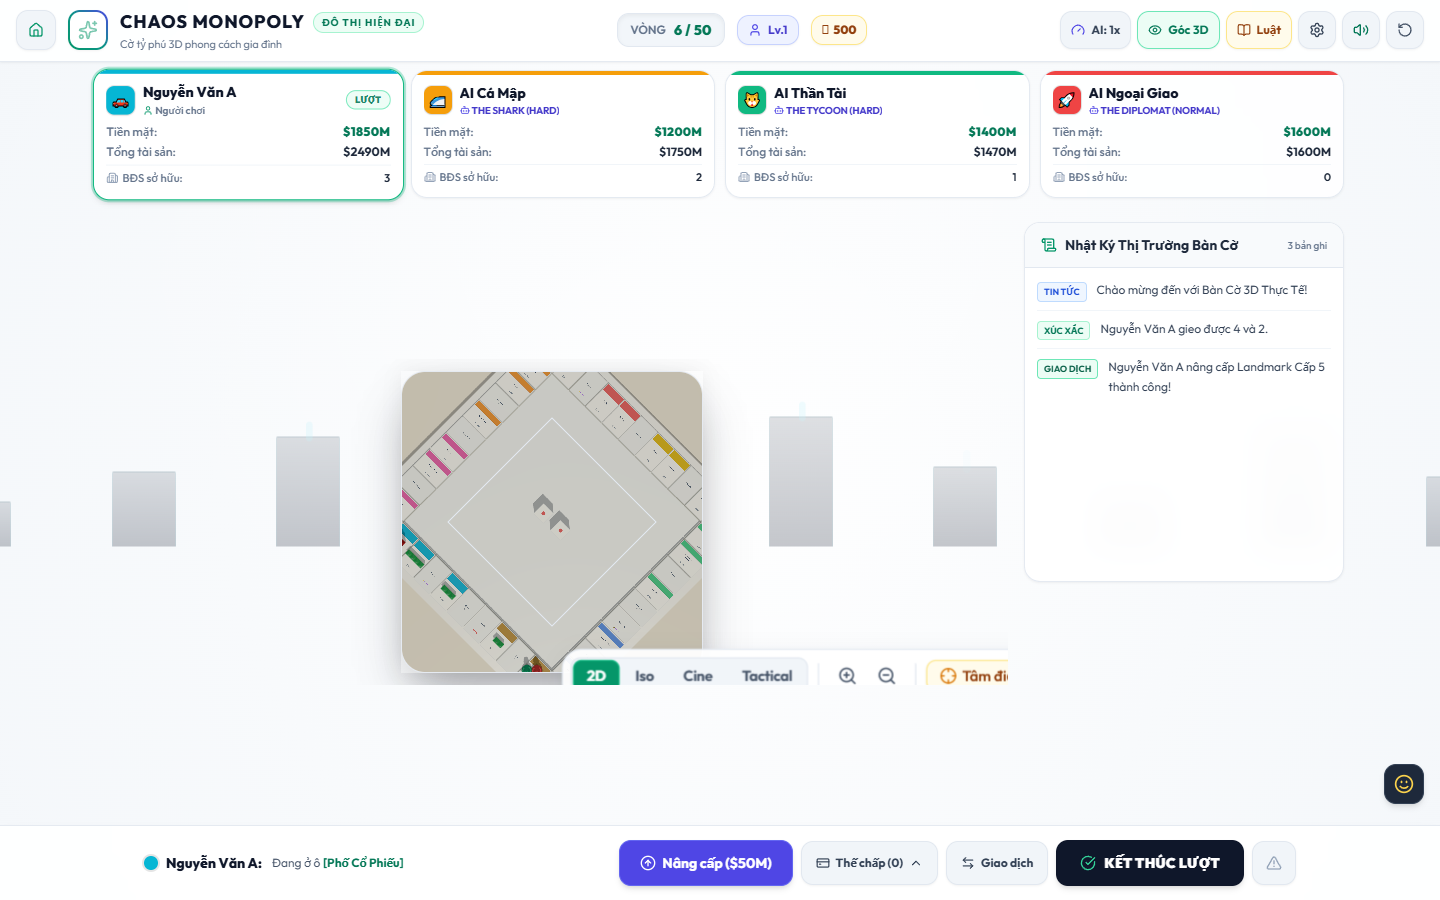 CHAOS MONOPOLY
ĐÔ THỊ HIỆN ĐẠI
Cờ tỷ phú 3D phong cách gia đình
VÒNG 6 / 50
Lv.1
500
AI: 1x
Góc 3D
Luật
Nguyễn Văn A
Người chơi
LƯỢT
Tiền mặt: $1850M
Tổng tài sản: $2490M
BĐS sở hữu: 3
AI Cá Mập
THE SHARK (HARD)
Tiền mặt: $1200M
Tổng tài sản: $1750M
BĐS sở hữu: 2
AI Thần Tài
THE TYCOON (HARD)
Tiền mặt: $1400M
Tổng tài sản: $1470M
BĐS sở hữu: 1
AI Ngoại Giao
THE DIPLOMAT (NORMAL)
Tiền mặt: $1600M
Tổng tài sản: $1600M
BĐS sở hữu: 0
Nhật Ký Thị Trường Bàn Cờ
3 bản ghi
TIN TỨC Chào mừng đến với Bàn Cờ 3D Thực Tế!
XÚC XẮC Nguyễn Văn A gieo được 4 và 2.
GIAO DỊCH Nguyễn Văn A nâng cấp Landmark Cấp 5
thành công!
2D Iso Cine Tactical Tâm
Nguyễn Văn A: Đang ở ô [Phố Cổ Phiếu]
Nâng cấp ($50M)
Thế chấp (0)
Giao dịch
KẾT THÚC LƯỢT